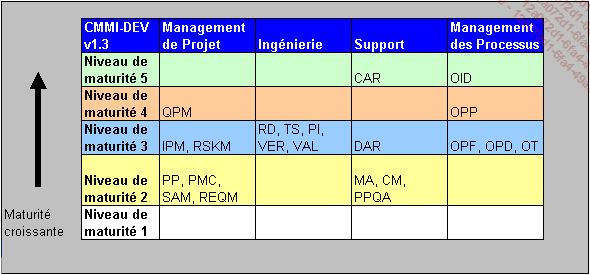 CMMI-DEV v1.3
Management de Projet
Ingénierie
Support
Management des Processus
Niveau de maturité 5
CAR
OID
Niveau de maturité 4
QPM
OPP
Niveau de maturité 3
IPM, RSKM
RD, TS, PI,
VER, VAL
DAR
OPF, OPD, OT
Niveau de maturité 2
PP, PMC,
SAM, REQM
MA, CM,
PPQA
Niveau de maturité 1
Maturité
croissante